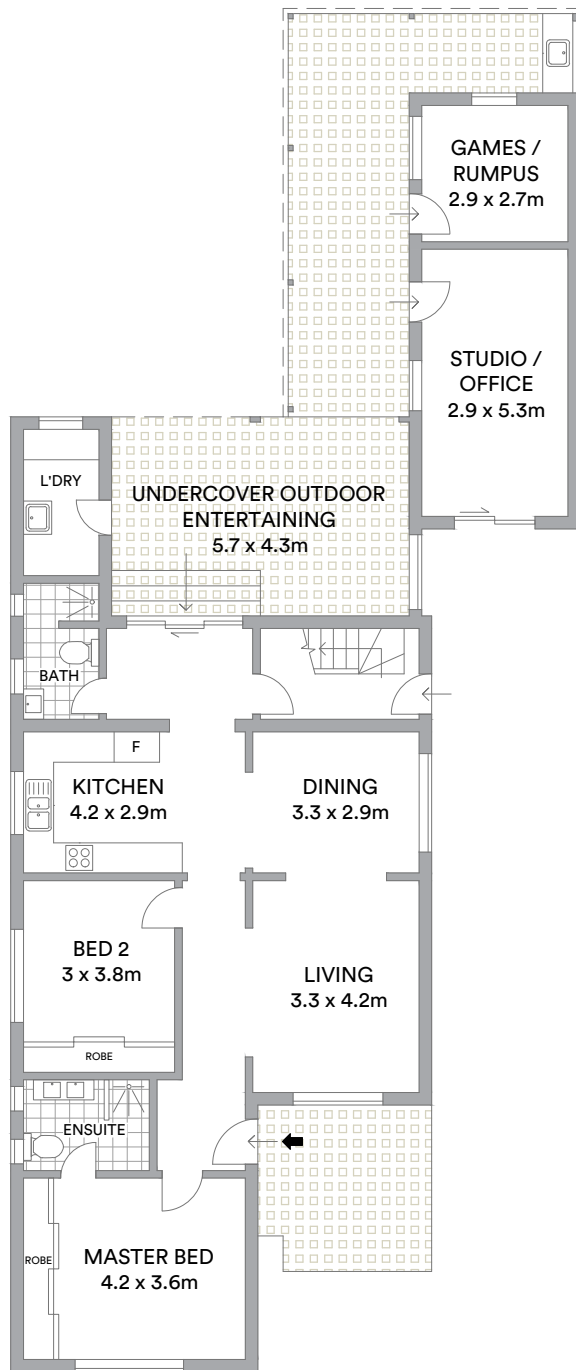 GAMES /
RUMPUS
2.9 x 2.7m
STUDIO /
OFFICE
2.9 x 5.3m
L'DRY
UNDERCOVER OUTDOOR
ENTERTAINING
5.7 x 4.3m
BATH
F
KITCHEN
4.2 x 2.9m
DINING
3.3 x 2.9m
BED 2
3 x 3.8m
LIVING
3.3 x 4.2m
ROBE
ENSUITE
ROBE
MASTER BED
4.2 x 3.6m